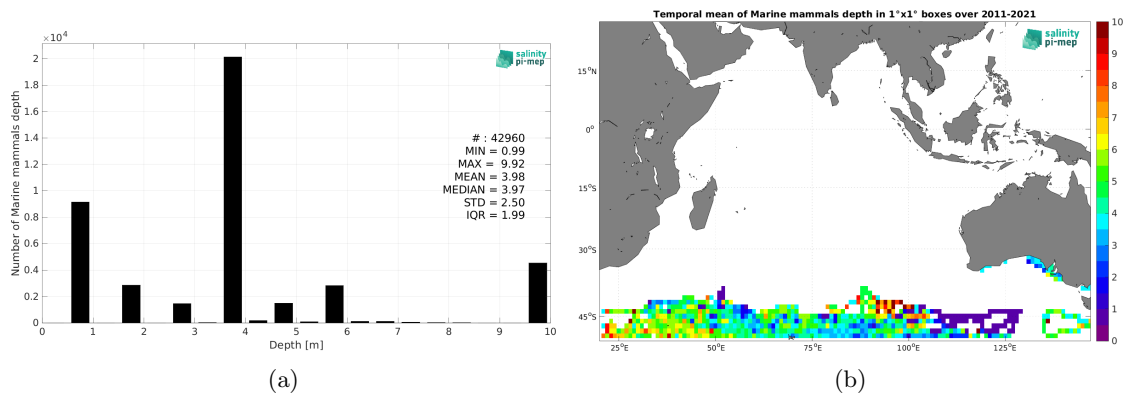 ×10⁴
salinity
pi-mep
2
1.8
1.6
1.4
1.2
1
0.8
0.6
0.4
0.2
0
Number of Marine mammals depth
# : 42960
MIN = 0.99
MAX = 9.92
MEAN = 3.98
MEDIAN = 3.97
STD = 2.50
IQR = 1.99
0 1 2 3 4 5 6 7 8 9 10
Depth [m]
(a)
Temporal mean of Marine mammals depth in 1°x1° boxes over 2011-2021
salinity
pi-mep
15°N
0°
15°S
30°S
45°S
25°E 50°E 75°E 100°E 125°E
10
9
8
7
6
5
4
3
2
1
0
(b)